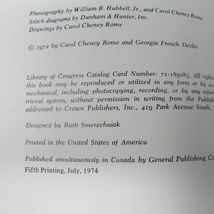 Photography by William B. Hubbell, Jr., and Carol Cheney Rome
Stitch diagrams by Dunham & Hunter, Inc.
Drawings by Carol Cheney Rome
© 1972 by Carol Cheney Rome and Georgia French Devlin
Library of Congress Catalog Card Number: 71-185083. All rights
this book may be reproduced or utilized in any form or by any
mechanical, including photocopying, recording, or by any inform
trieval system, without permission in writing from the Publish
addressed to Crown Publishers, Inc., 419 Park Avenue South,
Designed by Ruth Smerechniak
Printed in the United States of America
Published simultaneously in Canada by General Publishing Co
Fifth Printing, July, 1974